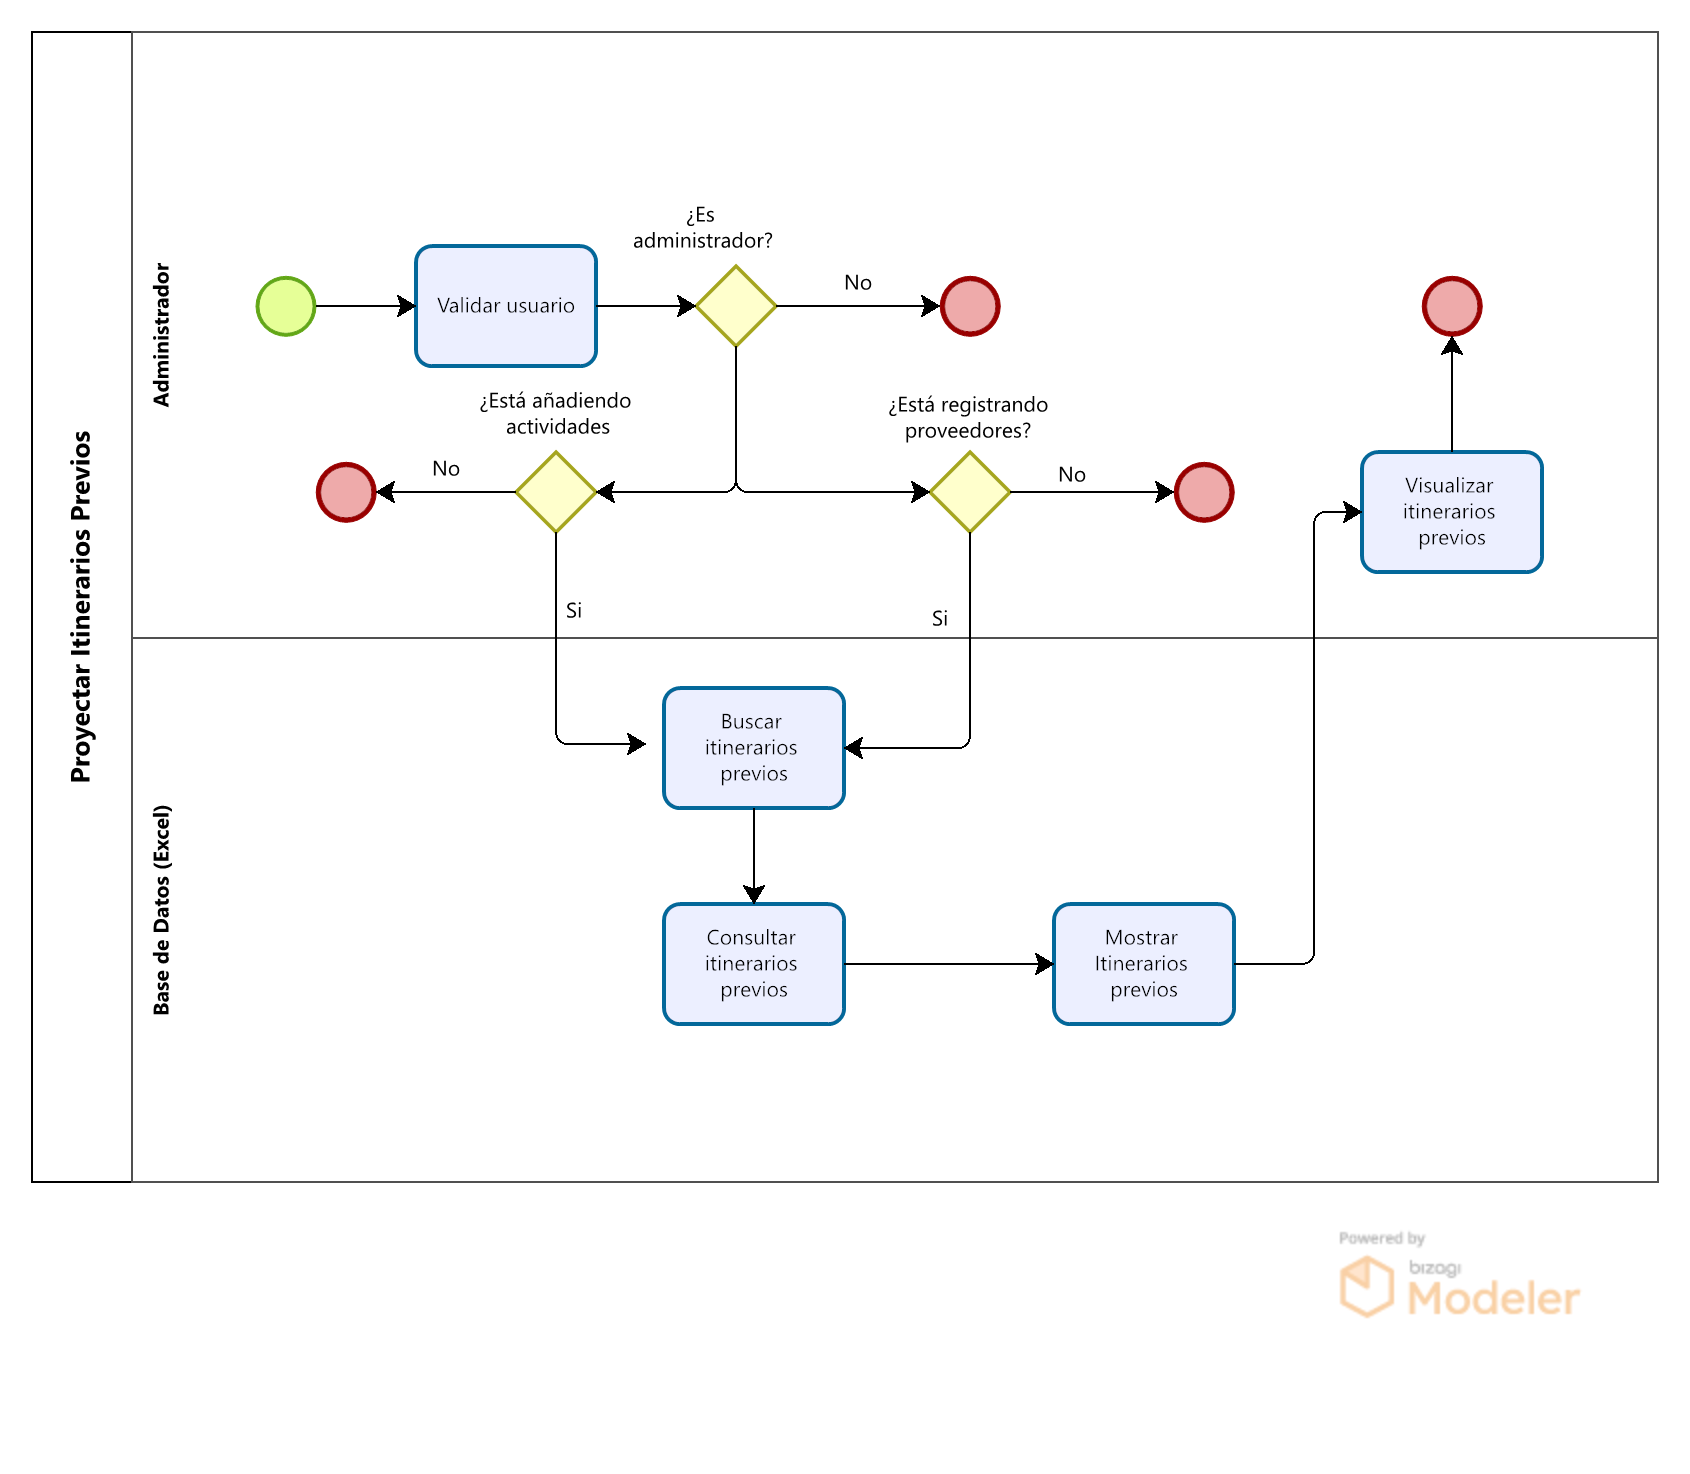 Proyectar Itinerarios Previos
Administrador
¿Es
administrador?
Validar usuario
No
¿Está añadiendo
actividades
¿Está registrando
proveedores?
No
No
Visualizar
itinerarios
previos
Si
Si
Base de Datos (Excel)
Buscar
itinerarios
previos
Consultar
itinerarios
previos
Mostrar
Itinerarios
previos
Powered by
bizagi
Modeler